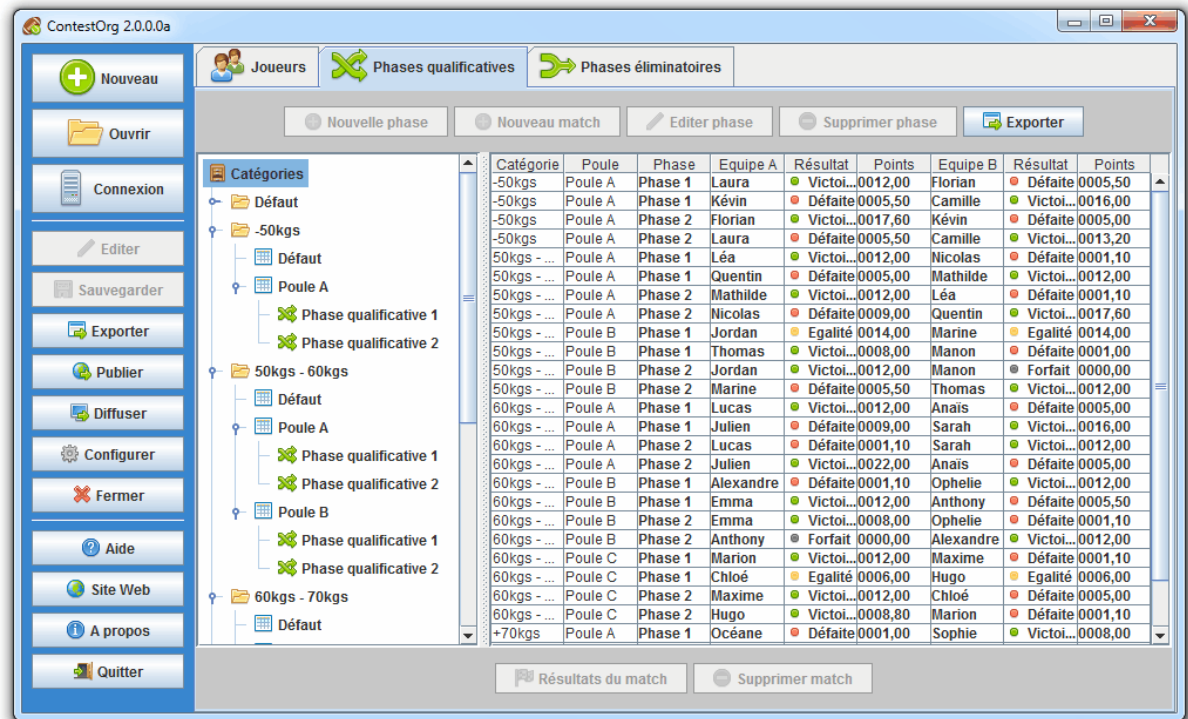 ContestOrg 2.0.0.0a
Nouveau
Ouvrir
Connexion
Editer
Sauvegarder
Exporter
Publier
Diffuser
Configurer
Fermer
Aide
Site Web
A propos
Quitter
Joueurs Phases qualificatives Phases éliminatoires
Nouvelle phase Nouveau match Editer phase Supprimer phase Exporter
Catégories
Défaut
-50kgs
Défaut
Poule A
Phase qualificative 1
Phase qualificative 2
50kgs - 60kgs
Défaut
Poule A
Phase qualificative 1
Phase qualificative 2
Poule B
Phase qualificative 1
Phase qualificative 2
60kgs - 70kgs
Défaut
Catégorie Poule Phase Equipe A Résultat Points Equipe B Résultat Points
-50kgs Poule A Phase 1 Laura Victoi... 0012,00 Florian Défaite 0005,50
-50kgs Poule A Phase 1 Kévin Défaite 0005,50 Camille Victoi... 0016,00
-50kgs Poule A Phase 2 Florian Victoi... 0017,60 Kévin Défaite 0005,00
-50kgs Poule A Phase 2 Laura Défaite 0005,50 Camille Victoi... 0013,20
50kgs - ... Poule A Phase 1 Léa Victoi... 0012,00 Nicolas Défaite 0001,10
50kgs - ... Poule A Phase 1 Quentin Défaite 0005,00 Mathilde Victoi... 0012,00
50kgs - ... Poule A Phase 2 Mathilde Victoi... 0012,00 Léa Défaite 0001,10
50kgs - ... Poule A Phase 2 Nicolas Défaite 0009,00 Quentin Victoi... 0017,60
50kgs - ... Poule B Phase 1 Jordan Egalité 0014,00 Marine Egalité 0014,00
50kgs - ... Poule B Phase 1 Thomas Victoi... 0008,00 Manon Défaite 0001,00
50kgs - ... Poule B Phase 2 Jordan Victoi... 0012,00 Manon Forfait 0000,00
50kgs - ... Poule B Phase 2 Marine Défaite 0005,50 Thomas Victoi... 0012,00
60kgs - ... Poule A Phase 1 Lucas Victoi... 0012,00 Anaïs Défaite 0005,00
60kgs - ... Poule A Phase 1 Julien Défaite 0009,00 Sarah Victoi... 0016,00
60kgs - ... Poule A Phase 2 Lucas Défaite 0001,10 Sarah Victoi... 0012,00
60kgs - ... Poule A Phase 2 Julien Victoi... 0022,00 Anaïs Défaite 0005,00
60kgs - ... Poule B Phase 1 Alexandre Défaite 0001,10 Ophelie Victoi... 0012,00
60kgs - ... Poule B Phase 1 Emma Victoi... 0012,00 Anthony Défaite 0005,50
60kgs - ... Poule B Phase 2 Emma Victoi... 0008,00 Ophelie Défaite 0001,10
60kgs - ... Poule B Phase 2 Anthony Forfait 0000,00 Alexandre Victoi... 0012,00
60kgs - ... Poule C Phase 1 Marion Victoi... 0012,00 Maxime Défaite 0001,10
60kgs - ... Poule C Phase 1 Chloé Egalité 0006,00 Hugo Egalité 0006,00
60kgs - ... Poule C Phase 2 Maxime Victoi... 0012,00 Chloé Défaite 0005,00
60kgs - ... Poule C Phase 2 Hugo Victoi... 0008,80 Marion Défaite 0001,10
+70kgs Poule A Phase 1 Océane Défaite 0001,00 Sophie Victoi... 0008,00
Résultats du match Supprimer match